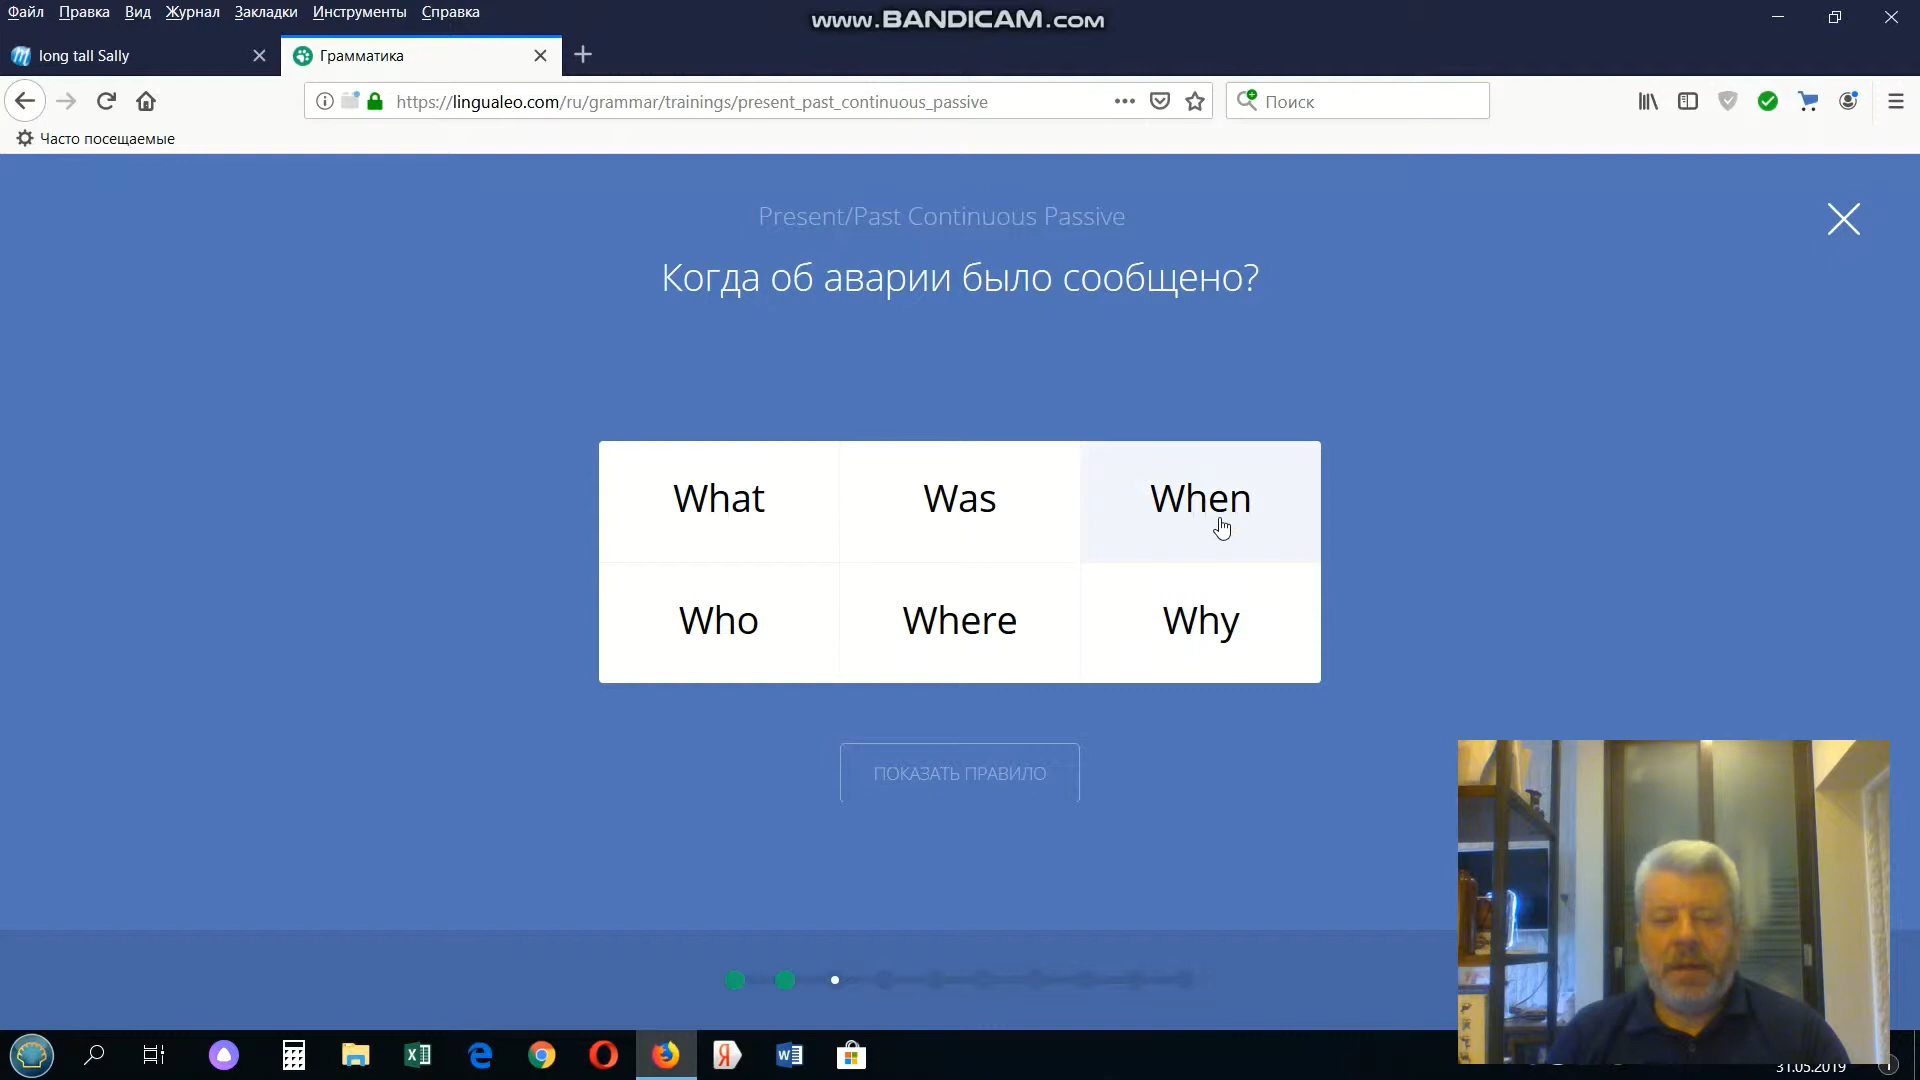 Файл Правка Вид Журнал Закладки Инструменты Справка
www.BANDICAM.com
long tall Sally
Грамматика
https://lingualeo.com/ru/grammar/trainings/present_past_continuous_passive
Поиск
Часто посещаемые
Present/Past Continuous Passive
Когда об аварии было сообщено?
What Was When
Who Where Why
ПОКАЗАТЬ ПРАВИЛО
31.05.2019